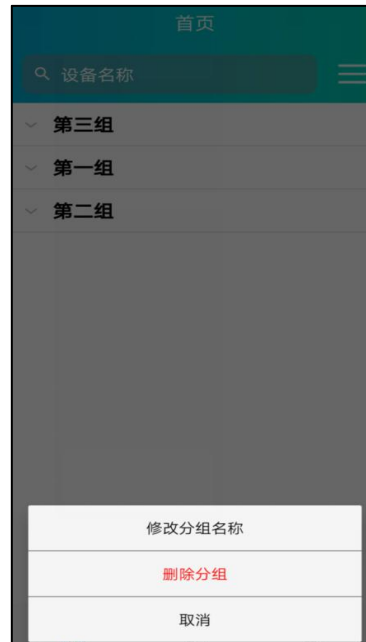 首页
设备名称
第三组
第一组
第二组
修改分组名称
删除分组
取消